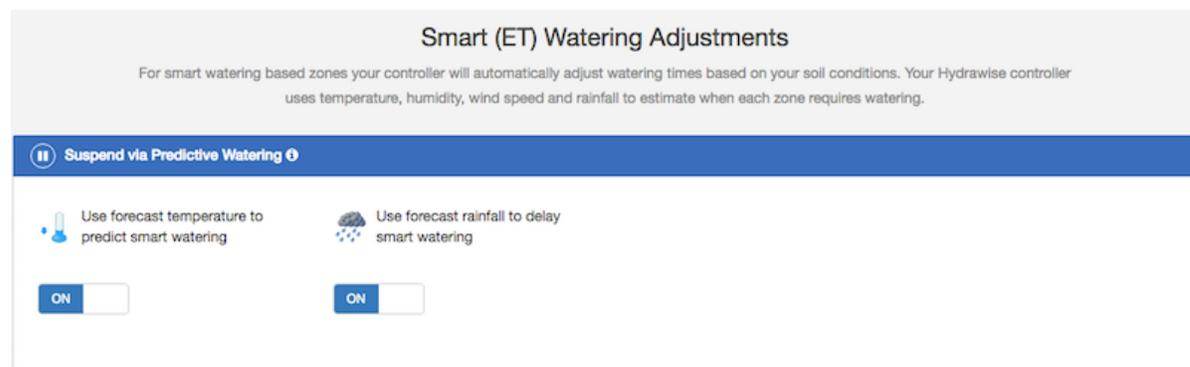 Smart (ET) Watering Adjustments
For smart watering based zones your controller will automatically adjust watering times based on your soil conditions. Your Hydrawise controller
uses temperature, humidity, wind speed and rainfall to estimate when each zone requires watering.
Suspend via Predictive Watering
Use forecast temperature to
predict smart watering
Use forecast rainfall to delay
smart watering
ON
ON